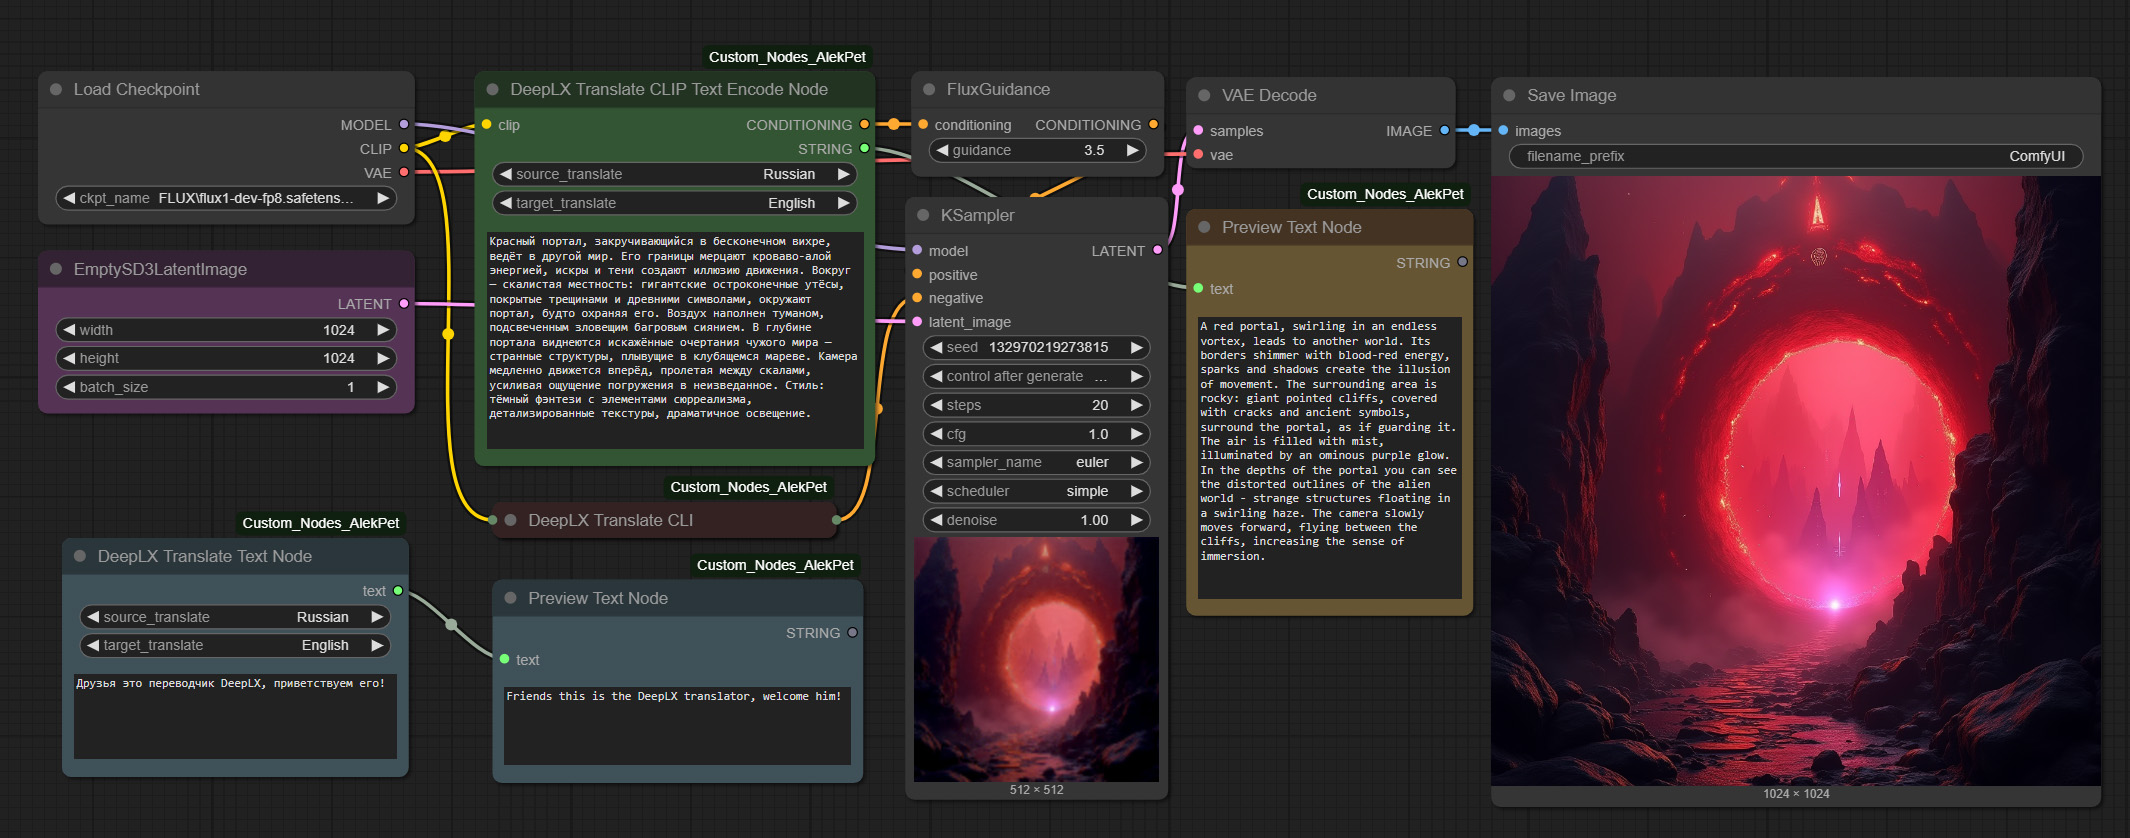 Load Checkpoint
MODEL
CLIP
VAE
ckpt_name FLUX\flux1-dev-fp8.safetens...
EmptySD3LatentImage
LATENT
width 1024
height 1024
batch_size 1
Custom_Nodes_AlekPet
DeepLX Translate Text Node
text
source_translate Russian
target_translate English
Друзья это переводчик DeepLX, приветствуем его!
Custom_Nodes_AlekPet
DeepLX Translate CLIP Text Encode Node
clip CONDITIONING
STRING
source_translate Russian
target_translate English
Красный портал, закручивающийся в бесконечном вихре,
ведёт в другой мир. Его границы мерцают кроваво-алой
энергией, искры и тени создают иллюзию движения. Вокруг
— скалистая местность: гигантские остроконечные утёсы,
покрытые трещинами и древними символами, окружают
портал, будто охраняя его. Воздух наполнен туманом,
подсвеченным зловещим багровым сиянием. В глубине
портала виднеются искажённые очертания чужого мира —
странные структуры, плывущие в клубящемся мареве. Камера
медленно движется вперёд, пролетая между скалами,
усиливая ощущение погружения в неизведанное. Стиль:
тёмный фэнтези с элементами сюрреализма,
детализированные текстуры, драматичное освещение.
Custom_Nodes_AlekPet
DeepLX Translate CLI
Custom_Nodes_AlekPet
Preview Text Node
STRING
text
Friends this is the DeepLX translator, welcome him!
FluxGuidance
conditioning CONDITIONING
guidance 3.5
KSampler
model LATENT
positive
negative
latent_image
seed 132970219273815
control after generate ...
steps 20
cfg 1.0
sampler_name euler
scheduler simple
denoise 1.00
512 × 512
VAE Decode
samples IMAGE
vae
Custom_Nodes_AlekPet
Preview Text Node
STRING
text
A red portal, swirling in an endless
vortex, leads to another world. Its
borders shimmer with blood-red energy,
sparks and shadows create the illusion
of movement. The surrounding area is
rocky: giant pointed cliffs, covered
with cracks and ancient symbols,
surround the portal, as if guarding it.
The air is filled with mist,
illuminated by an ominous purple glow.
In the depths of the portal you can see
the distorted outlines of the alien
world - strange structures floating in
a swirling haze. The camera slowly
moves forward, flying between the
cliffs, increasing the sense of
immersion.
Save Image
images
filename_prefix ComfyUI
1024 × 1024